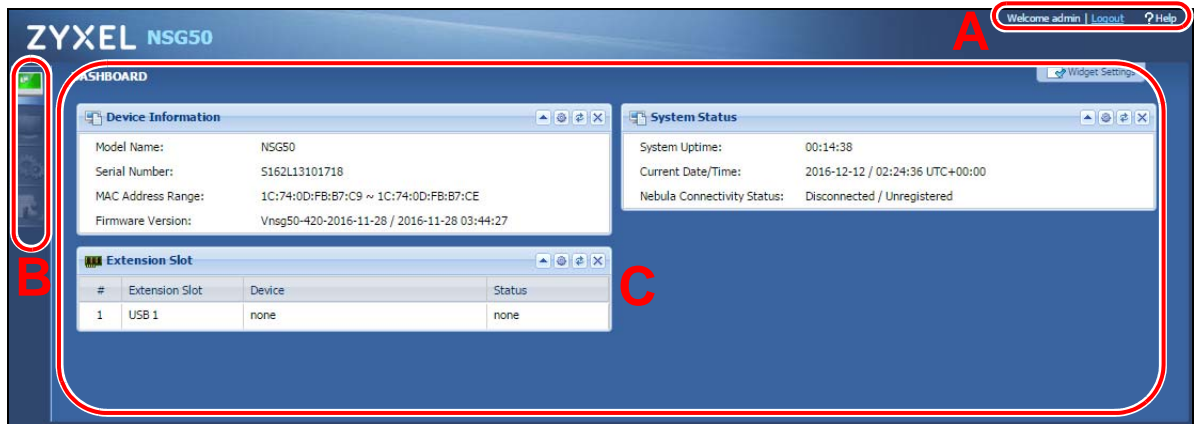 Welcome admin | Logout ? Help
A
ZYXEL NSG50
DASHBOARD
Widget Settings
Device Information
Model Name: NSG50
Serial Number: S162L13101718
MAC Address Range: 1C:74:0D:FB:B7:C9 ~ 1C:74:0D:FB:B7:CE
Firmware Version: Vnsg50-420-2016-11-28 / 2016-11-28 03:44:27
System Status
System Uptime: 00:14:38
Current Date/Time: 2016-12-12 / 02:24:36 UTC+00:00
Nebula Connectivity Status: Disconnected / Unregistered
B
Extension Slot
# Extension Slot Device Status
1 USB 1 none none
C